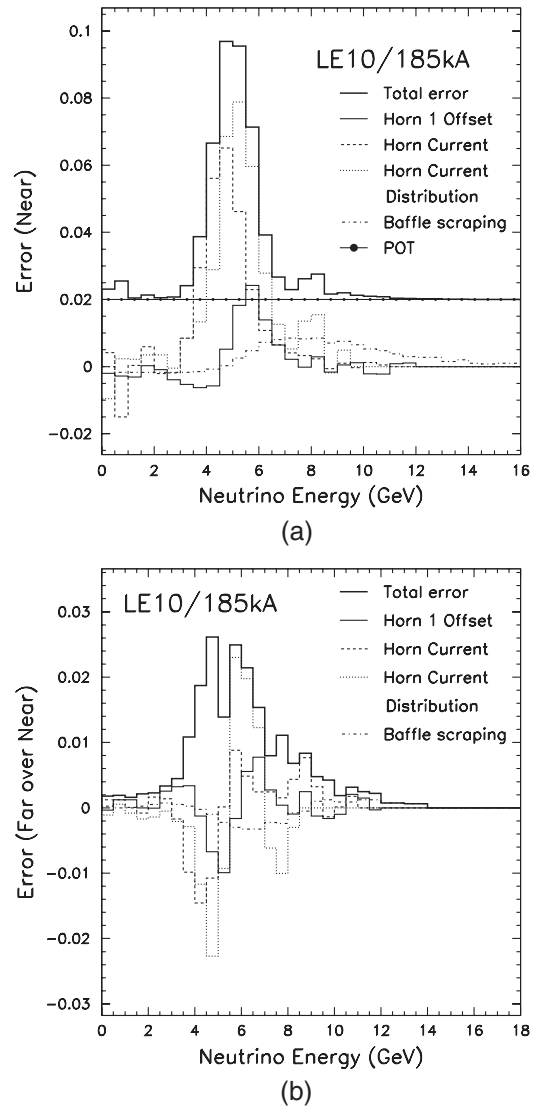 0.1
LE10/185kA
Total error
0.08
Horn 1 Offset
Horn Current
0.06
Horn Current
Distribution
Baffle scraping
0.04
POT
0.02
0
-0.02
Error (Near)
0 2 4 6 8 10 12 14 16
Neutrino Energy (GeV)
(a)
LE10/185kA
Total error
0.03
Horn 1 Offset
Horn Current
0.02
Horn Current
Distribution
Baffle scraping
0.01
0
-0.01
-0.02
-0.03
Error (Far over Near)
0 2 4 6 8 10 12 14 16 18
Neutrino Energy (GeV)
(b)